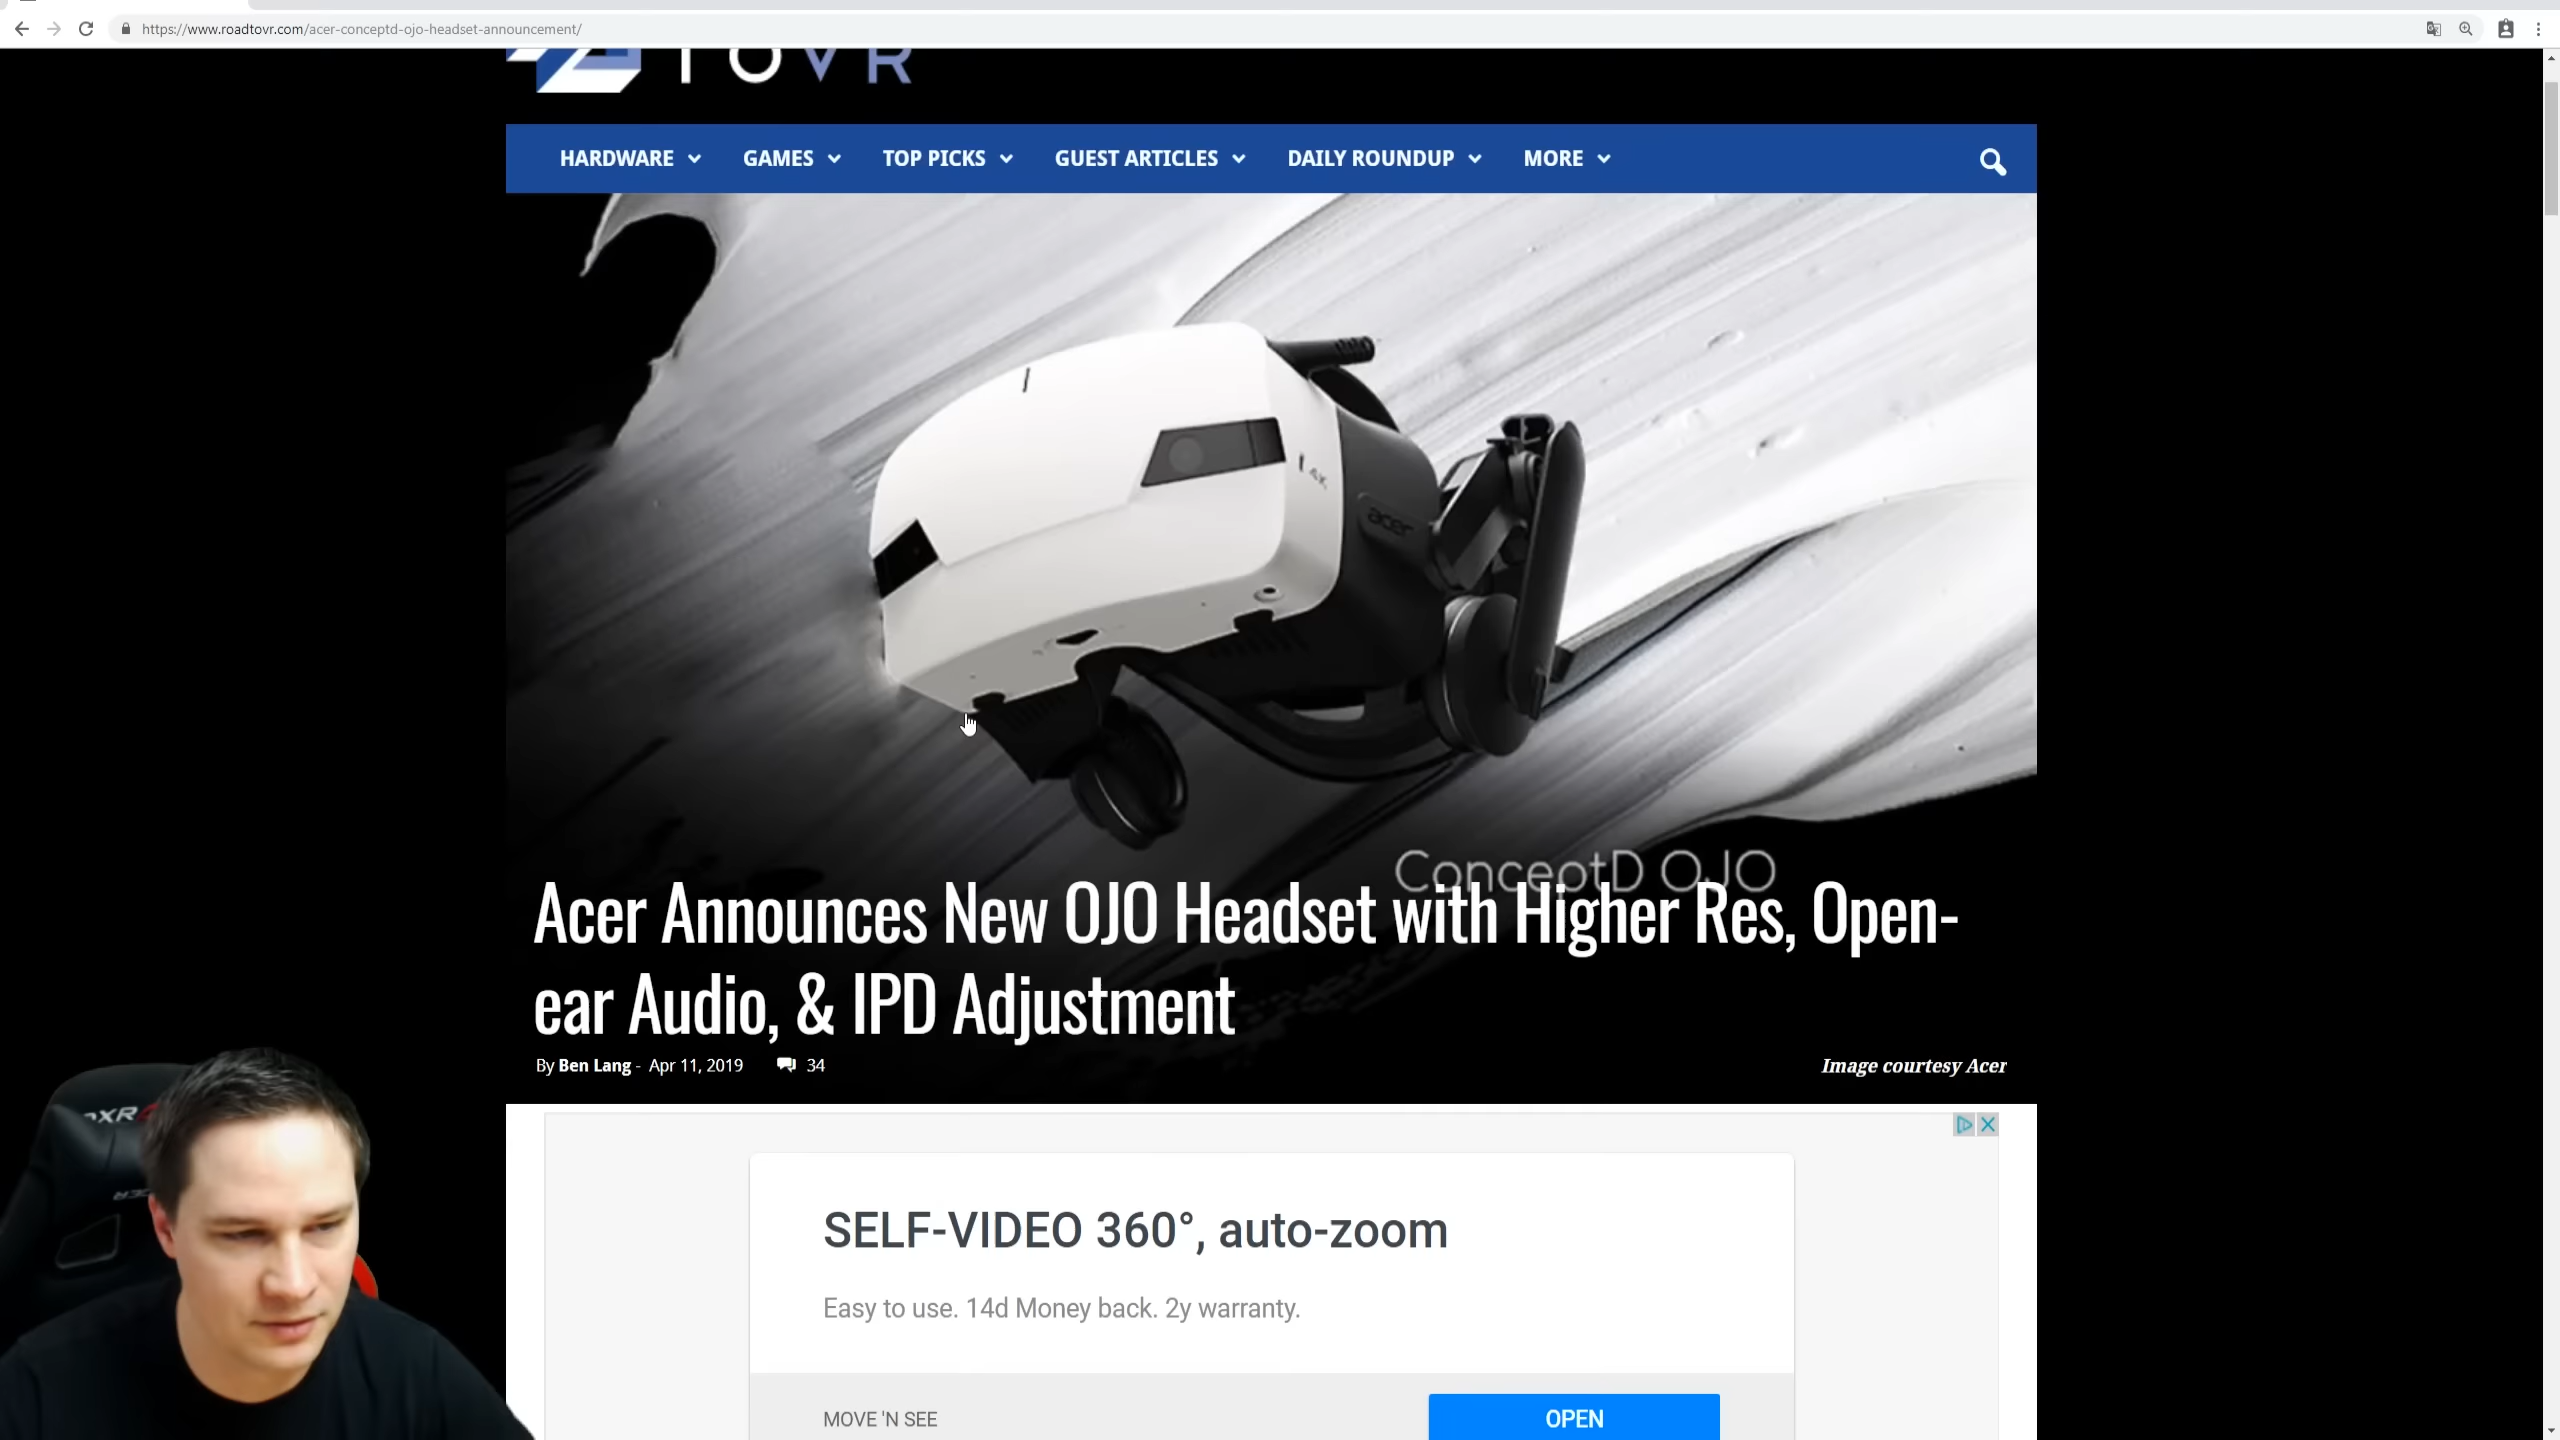 https://www.roadtovr.com/acer-conceptd-ojo-headset-announcement/
TO VR
HARDWARE GAMES TOP PICKS GUEST ARTICLES DAILY ROUNDUP MORE
acer
ConceptD OJO
Acer Announces New OJO Headset with Higher Res, Open-
ear Audio, & IPD Adjustment
By Ben Lang - Apr 11, 2019 34
Image courtesy Acer
SELF-VIDEO 360°, auto-zoom
Easy to use. 14d Money back. 2y warranty.
MOVE 'N SEE
OPEN